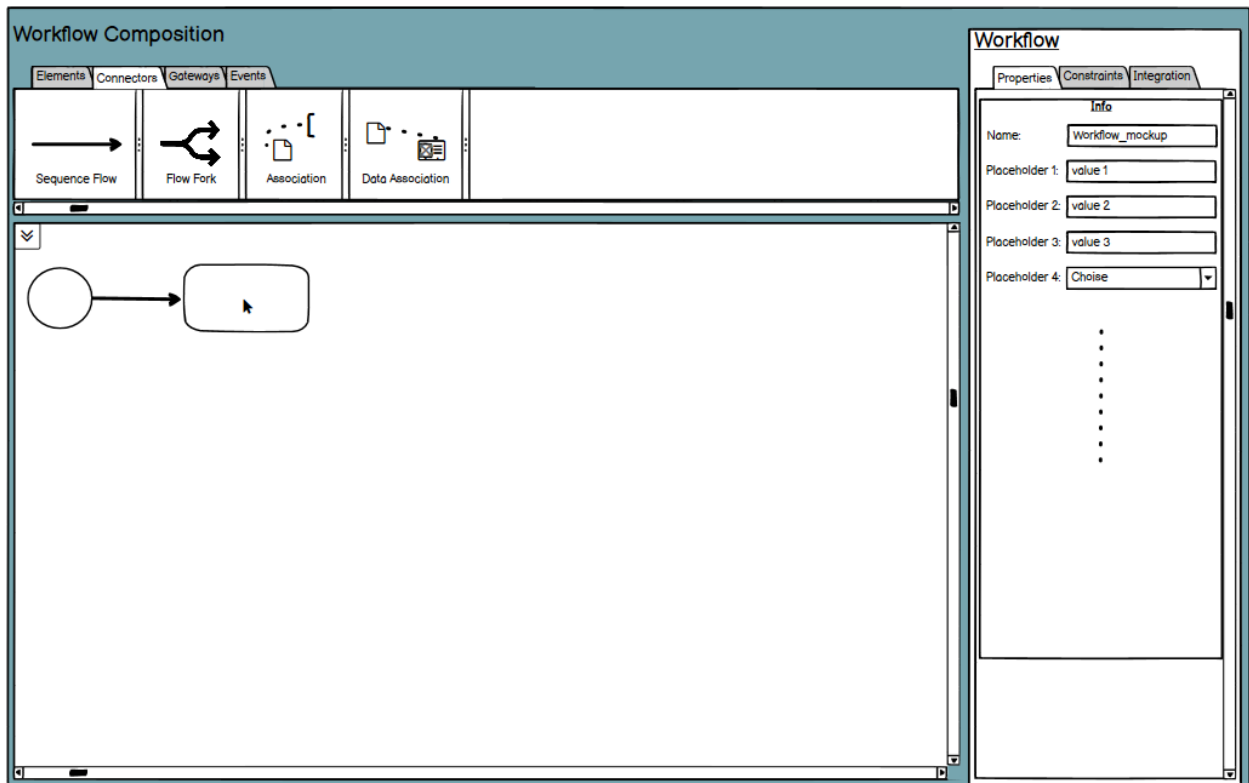 Workflow Composition
Elements Connectors Gateways Events
Sequence Flow Flow Fork Association Data Association
Workflow
Properties Constraints Integration
Info
Name: Workflow_mockup
Placeholder 1: value 1
Placeholder 2: value 2
Placeholder 3: value 3
Placeholder 4: Choise